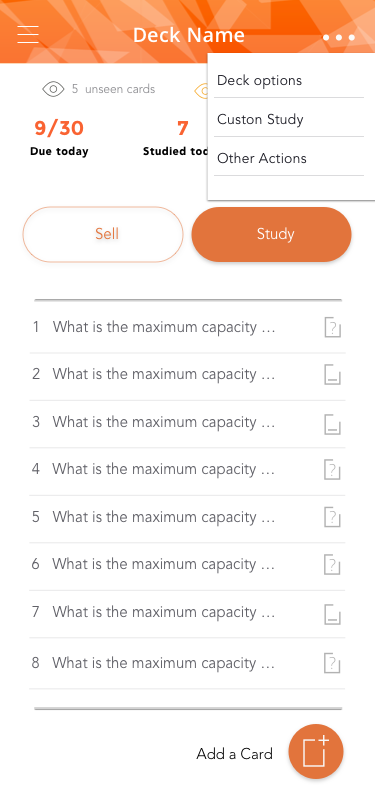 Deck Name
Deck options
5 unseen cards
Custon Study
9/30
7
Due today
Studied tod
Other Actions
Sell
Study
1 What is the maximum capacity ...
2 What is the maximum capacity ...
3 What is the maximum capacity ...
4 What is the maximum capacity ...
5 What is the maximum capacity ...
6 What is the maximum capacity ...
7 What is the maximum capacity ...
8 What is the maximum capacity ...
Add a Card